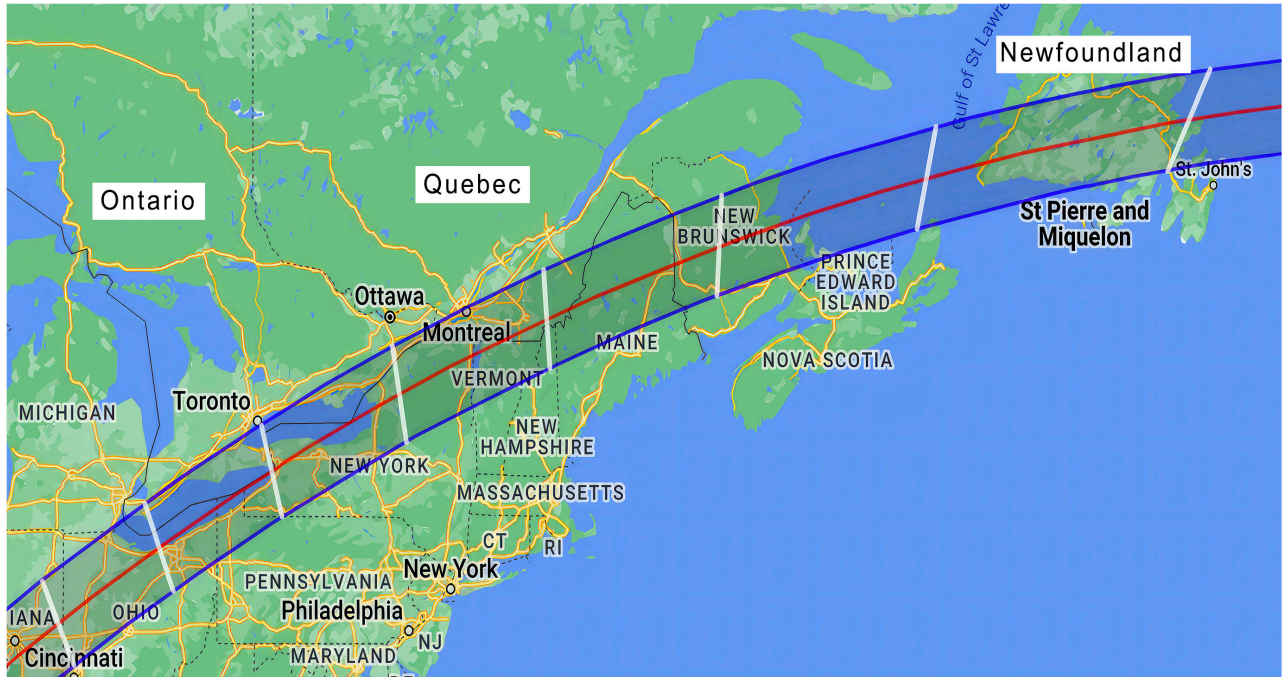 Gulf of St Lawre
Newfoundland
Quebec
Ontario
St. John's
St Pierre and
Miquelon
NEW
BRUNSWICK
PRINCE
EDWARD
ISLAND
Ottawa
Montreal
MAINE
NOVA SCOTIA
VERMONT
Toronto
MICHIGAN
NEW
HAMPSHIRE
NEW YORK
MASSACHUSETTS
CT
RI
New York
PENNSYLVANIA
Philadelphia
OHIO
IANA
NJ
Cincinnati
MARYLAND